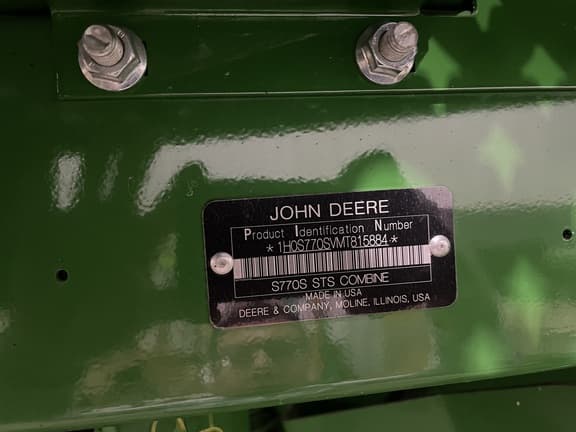 JOHN DEERE
Product Identification Number
*1H0S770SVMT815884*
S770S STS COMBINE
MADE IN USA
DEERE & COMPANY, MOLINE, ILLINOIS, USA